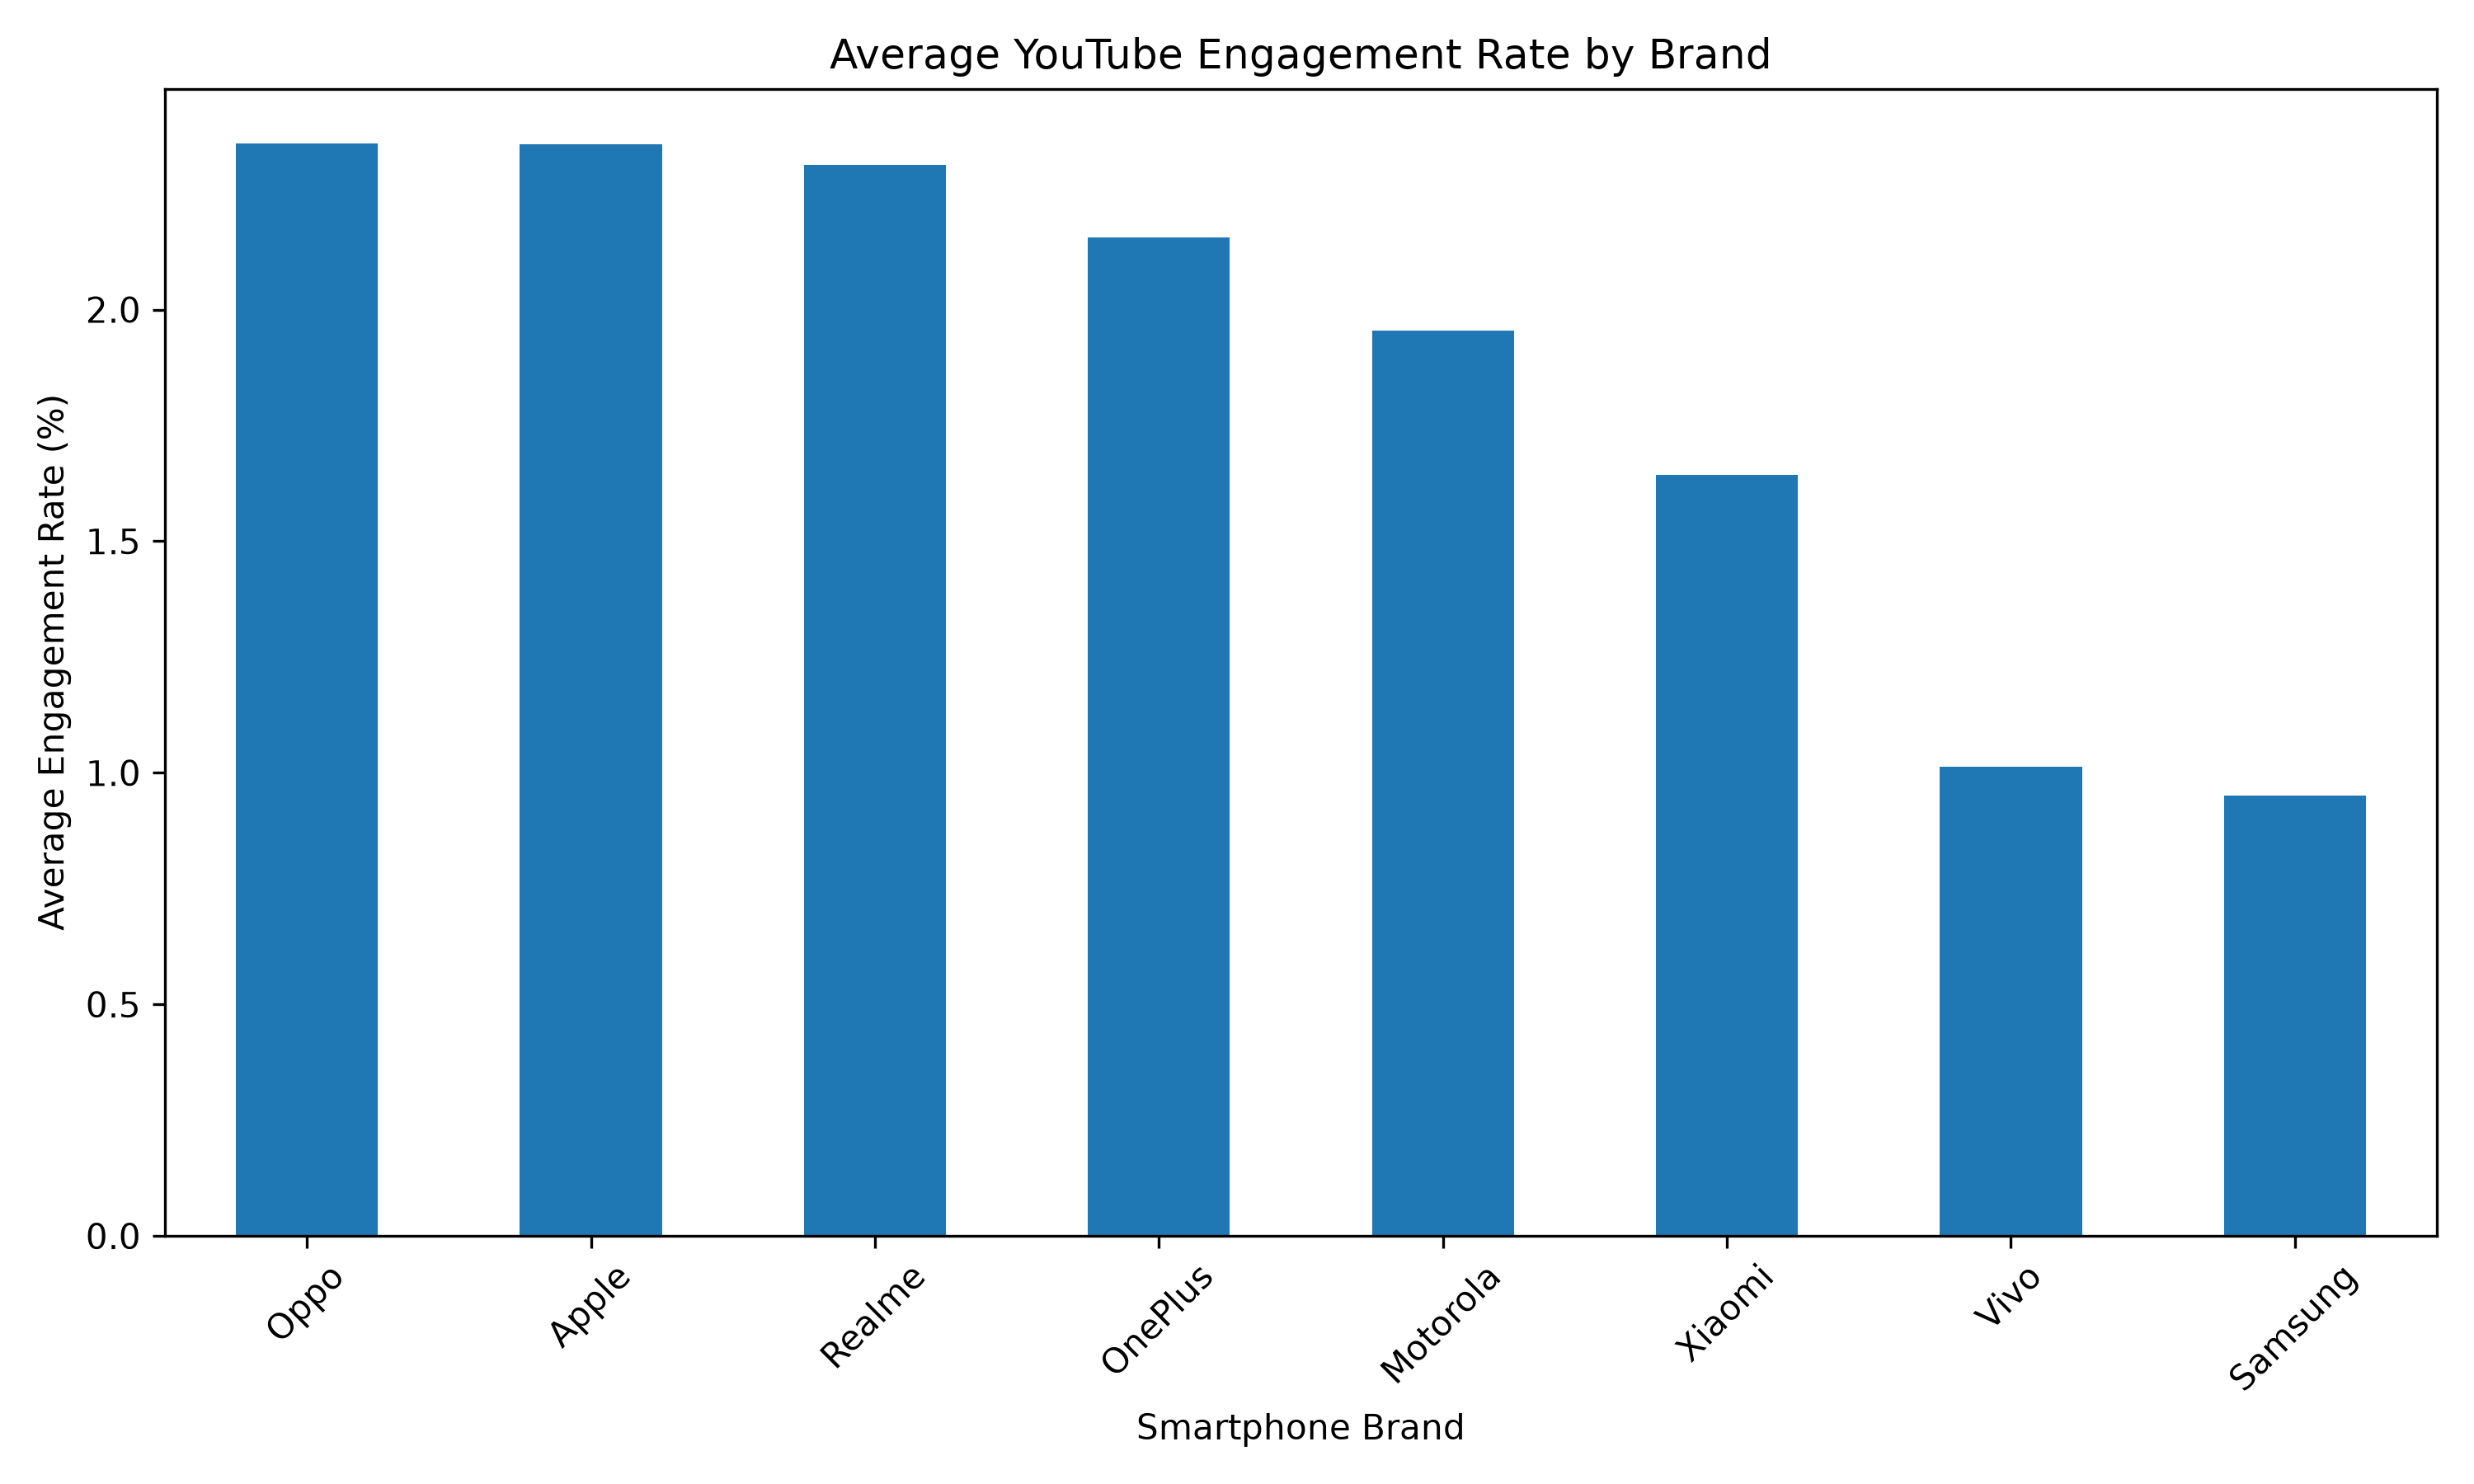 Average YouTube Engagement Rate by Brand
Average Engagement Rate (%)
2.0
1.5
1.0
0.5
0.0
Oppo
Apple
Realme
OnePlus
Motorola
Xiaomi
Vivo
Samsung
Smartphone Brand